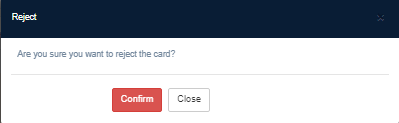 Reject
Are you sure you want to reject the card?
Confirm Close